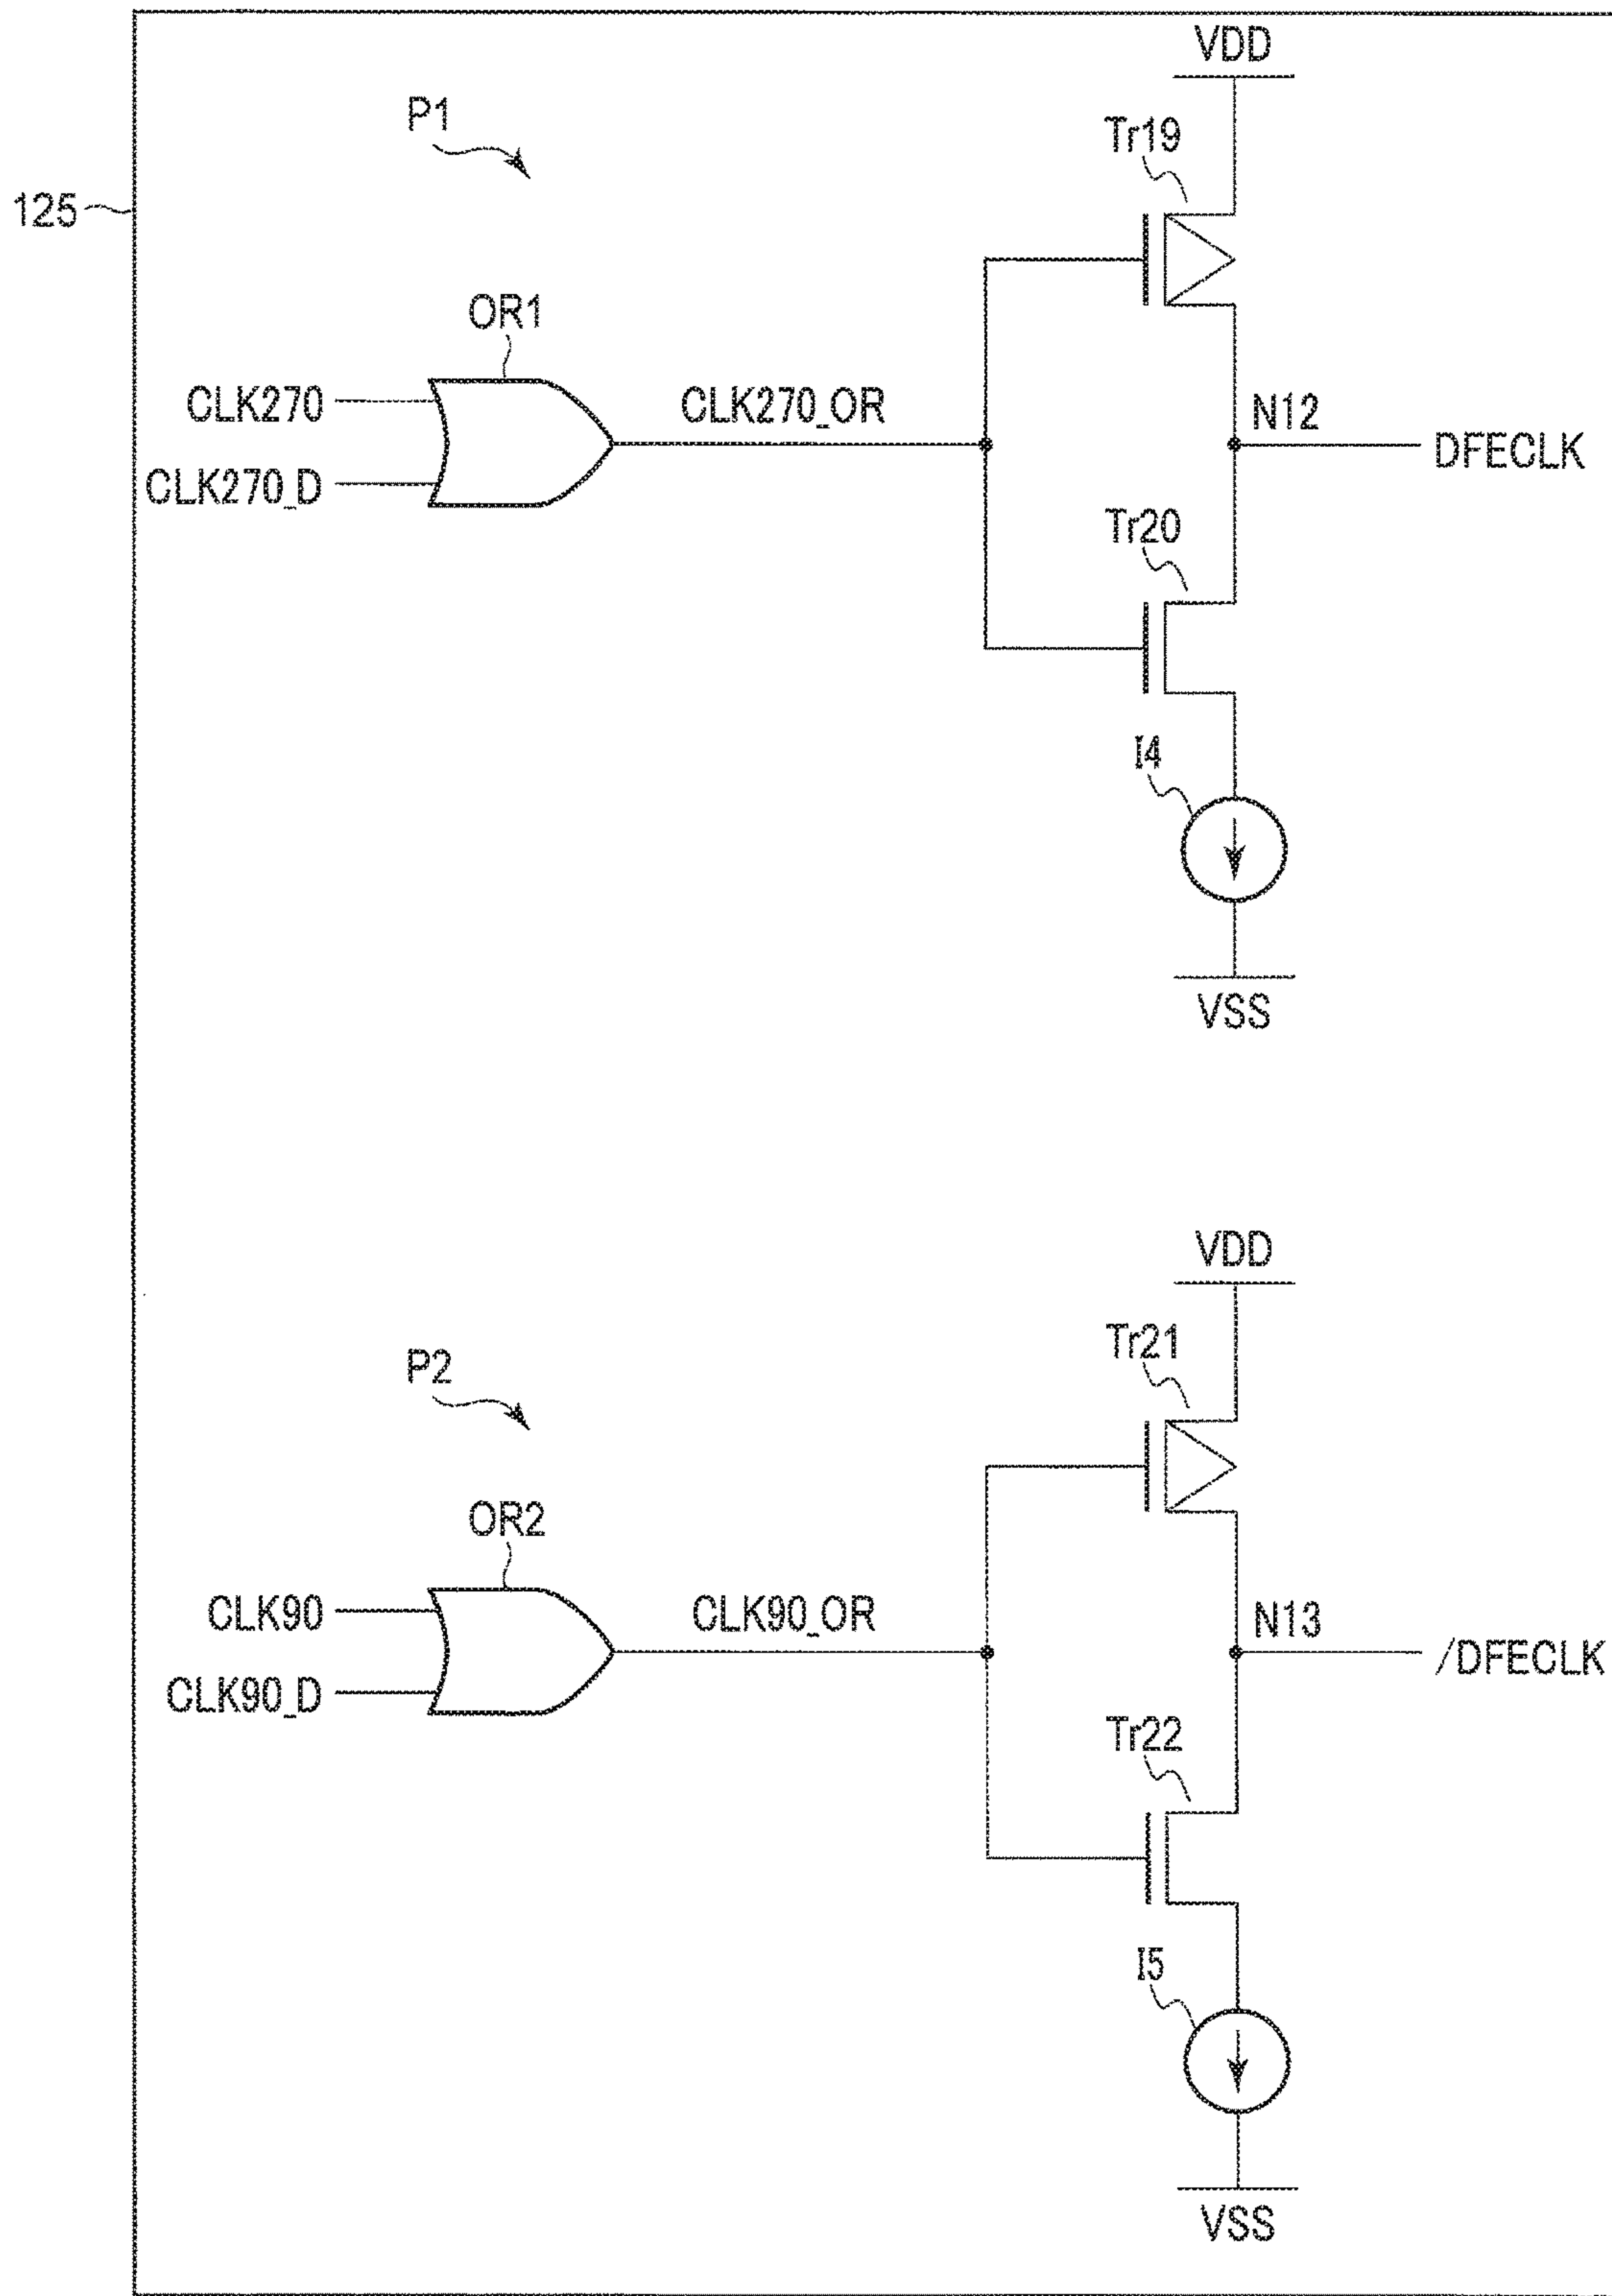 VDD
P1
Tr19
125
OR1
CLK270
CLK270_OR
N12
DFECLK
CLK270_D
Tr20
I4
VSS
VDD
Tr21
P2
OR2
CLK90
CLK90_OR
N13
/DFECLK
CLK90_D
Tr22
I5
VSS